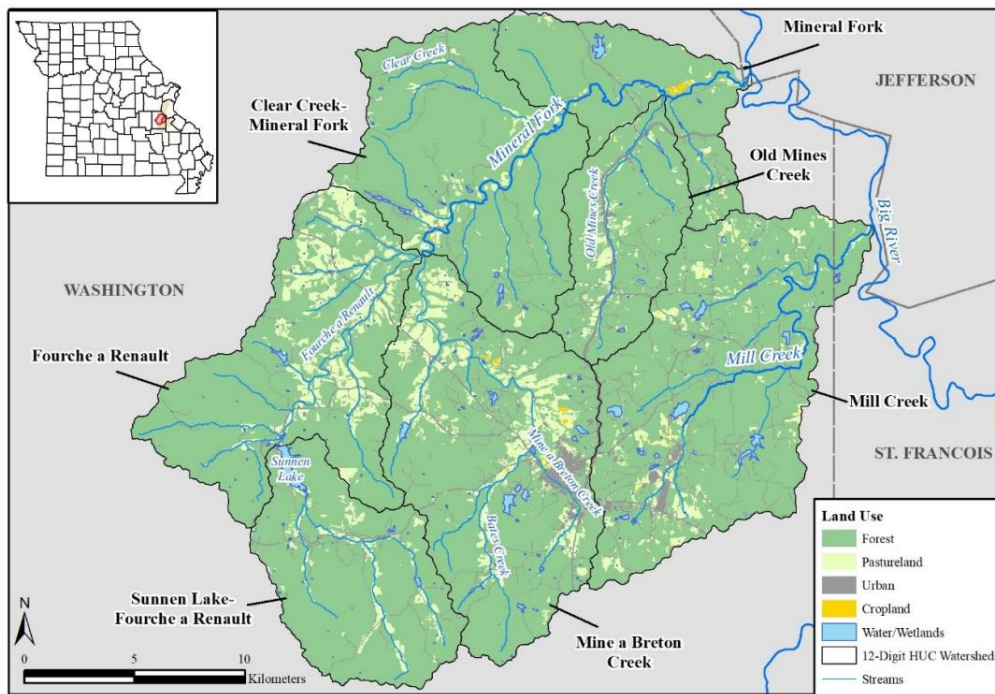 Mineral Fork
JEFFERSON
Clear Creek
Clear Creek-
Mineral Fork
Mineral Fork
Old Mines
Creek
Old Mines Creek
Big River
WASHINGTON
Fourche a Renault
Fourche a Renault
Mill Creek
Mill Creek
ST. FRANCOIS
Sunnen
Lake
Mine a Breton Creek
Bates Creek
Sunnen Lake-
Fourche a Renault
Mine a Breton
Creek
N
0 5 10
Kilometers
Land Use
Forest
Pastureland
Urban
Cropland
Water/Wetlands
12-Digit HUC Watershed
Streams